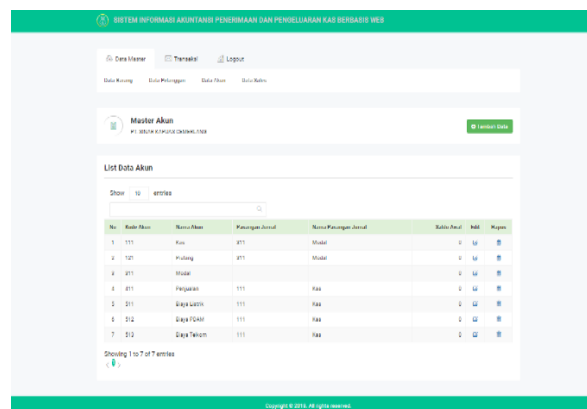 SISTEM INFORMASI AKUNTANSI PENERIMAAN DAN PENGELUARAN KAS BERBASIS WEB
Data Master Transaksi Logout
Data Barang Data Pelanggan Data Akun Data Sales
Master Akun
PT. SINAR KAPUAS CEMERLANG
Tambah Data
List Data Akun
Show 10 entries
No Kode Akun Nama Akun Pasangan Jurnal Nama Pasangan Jurnal Saldo Awal Edit Hapus
1 111 Kas 311 Modal 0
2 121 Piutang 311 Modal 0
3 311 Modal 0
4 411 Penjualan 111 Kas 0
5 511 Biaya Listrik 111 Kas 0
6 512 Biaya PDAM 111 Kas 0
7 513 Biaya Telkom 111 Kas 0
Showing 1 to 7 of 7 entries
Copyright © 2019. All rights reserved.